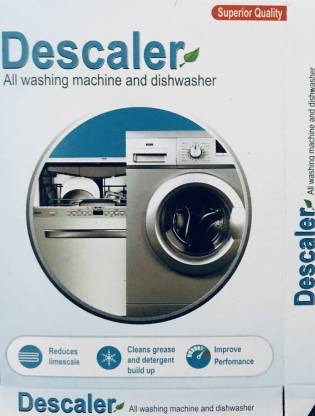 Superior Quality
Descaler
All washing machine and dishwasher
Reduces
limescale
Cleans grease
and detergent
build up
Improve
Perfomance
Descaler All washing machine and dishwasher
Descaler All washing machine and dishwasher